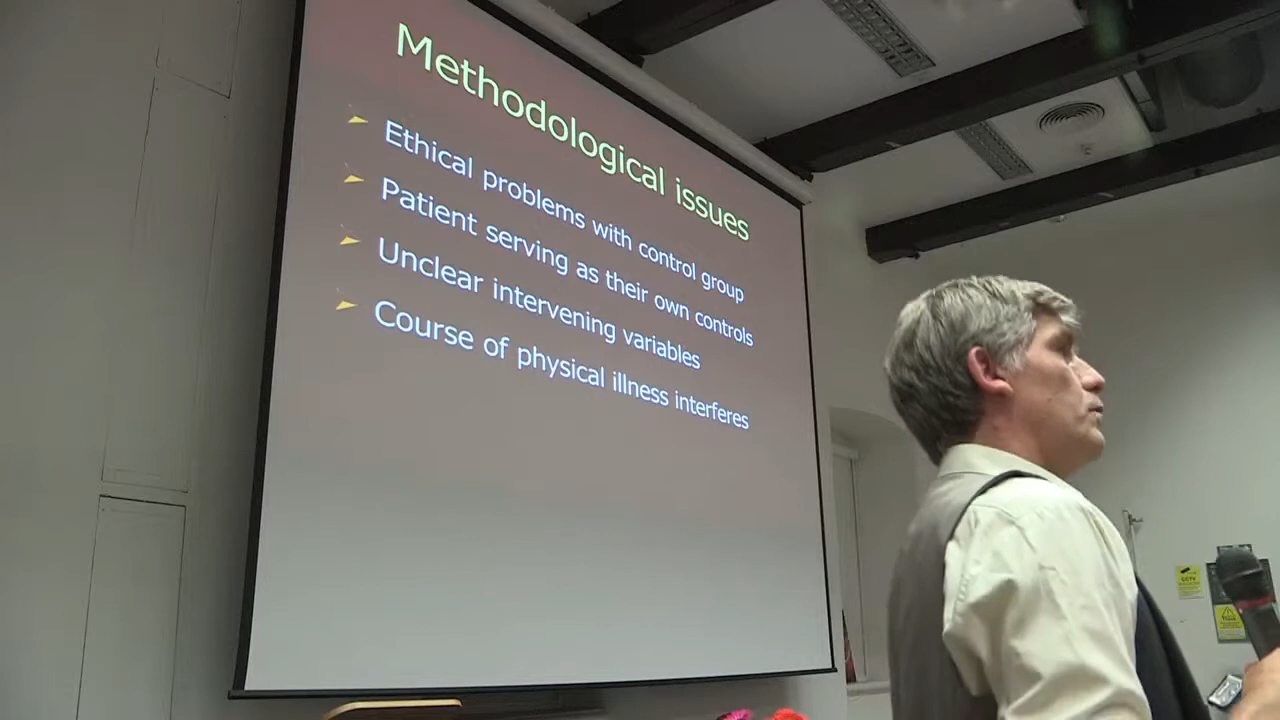 Methodological issues
Ethical problems with control group
Patient serving as their own controls
Unclear intervening variables
Course of physical illness interferes
CCTV